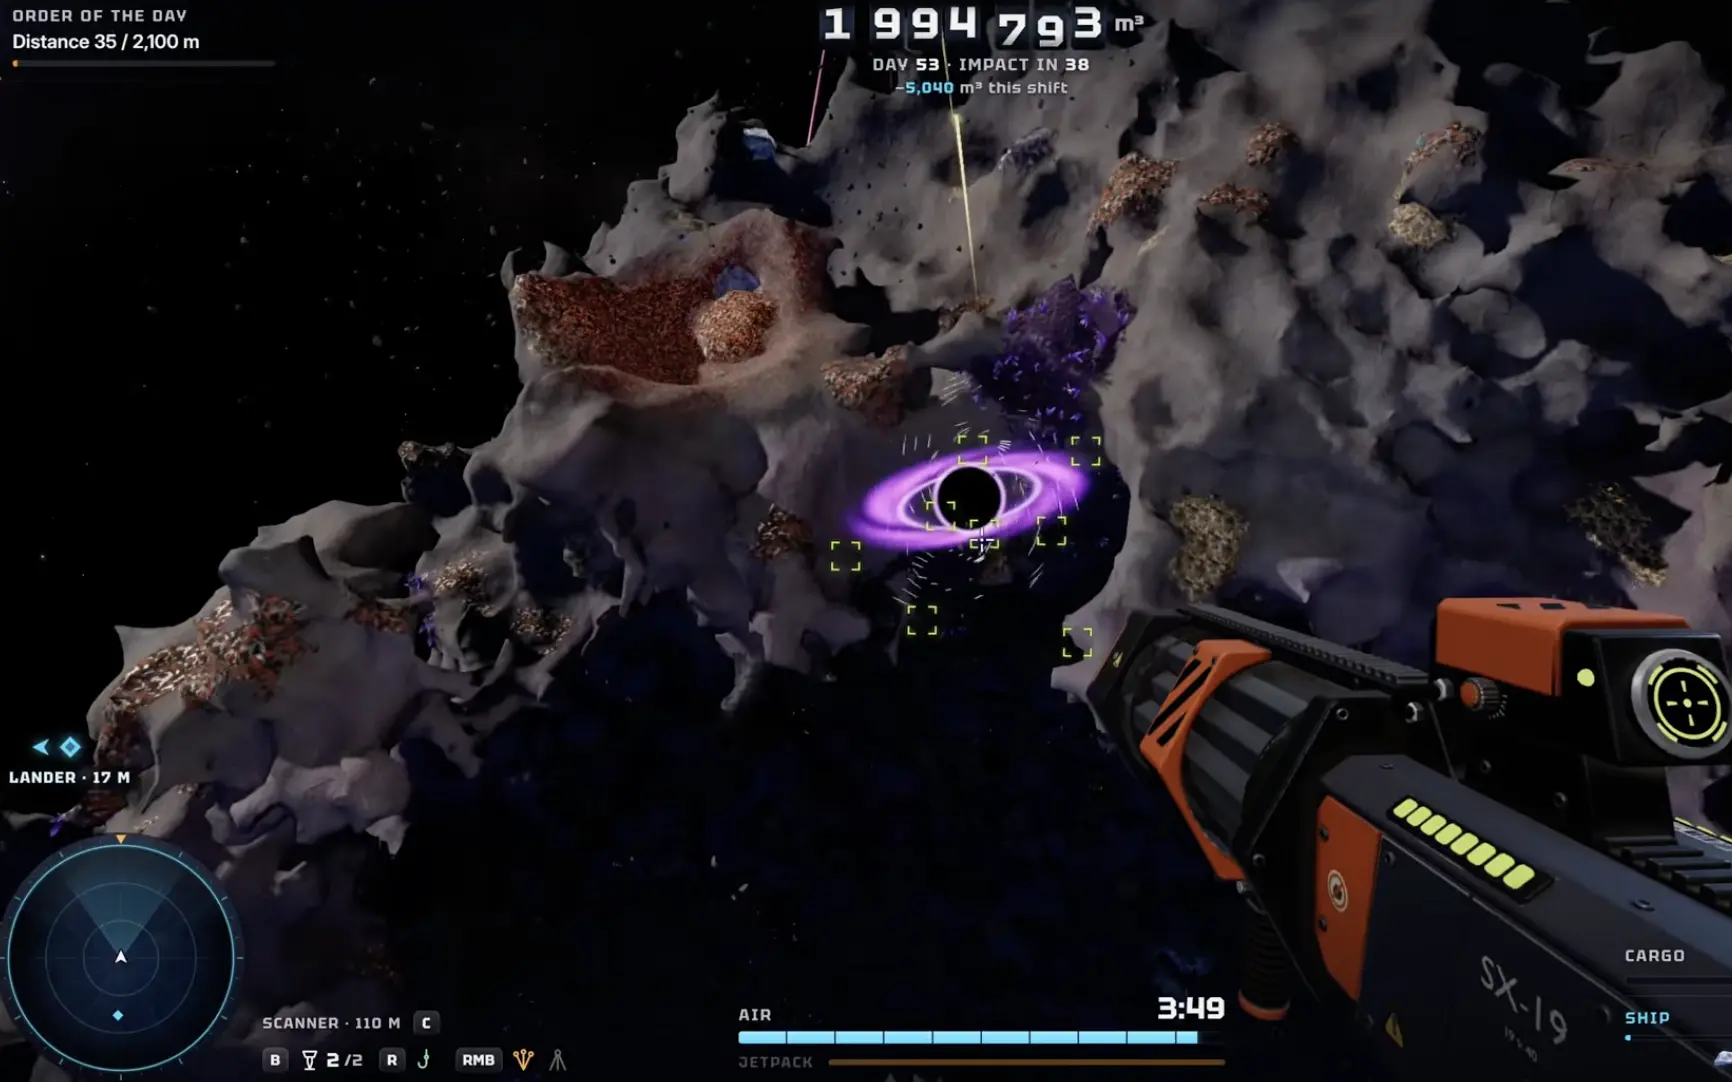 ORDER OF THE DAY
Distance 35 / 2,100 m
1 994 793 m³
DAY 53 · IMPACT IN 38
−5,040 m³ this shift
LANDER · 17 M
SCANNER · 110 M C
B 2/2 R RMB
AIR 3:49
JETPACK
SX-19
CARGO
SHIP